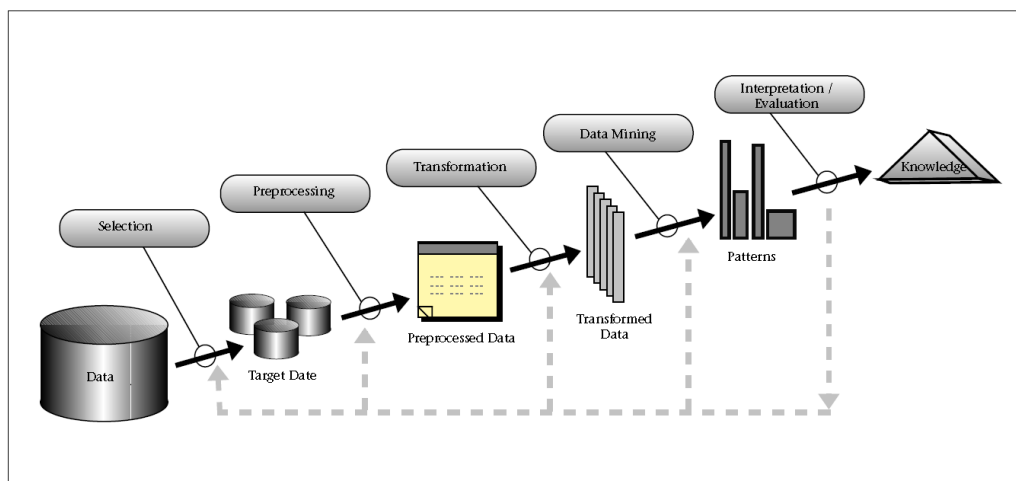 Interpretation /
Evaluation
Data Mining
Transformation
Knowledge
Preprocessing
Selection
Patterns
Transformed
Data
Preprocessed Data
Target Date
Data